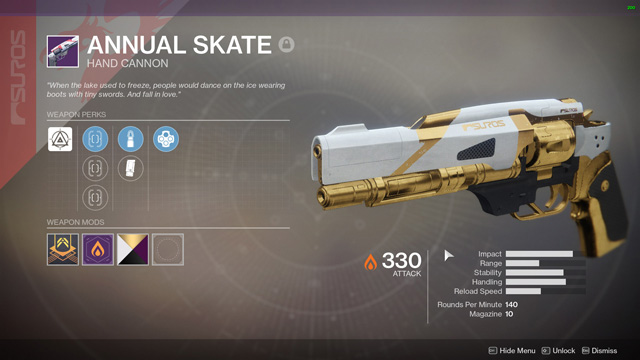 ANNUAL SKATE
HAND CANNON
"When the lake used to freeze, people would dance on the ice wearing
boots with tiny swords. And fall in love."
WEAPON PERKS
WEAPON MODS
SUROS
SUROS
330
ATTACK
Impact
Range
Stability
Handling
Reload Speed
Rounds Per Minute 140
Magazine 10
Hide Menu
Unlock
Dismiss